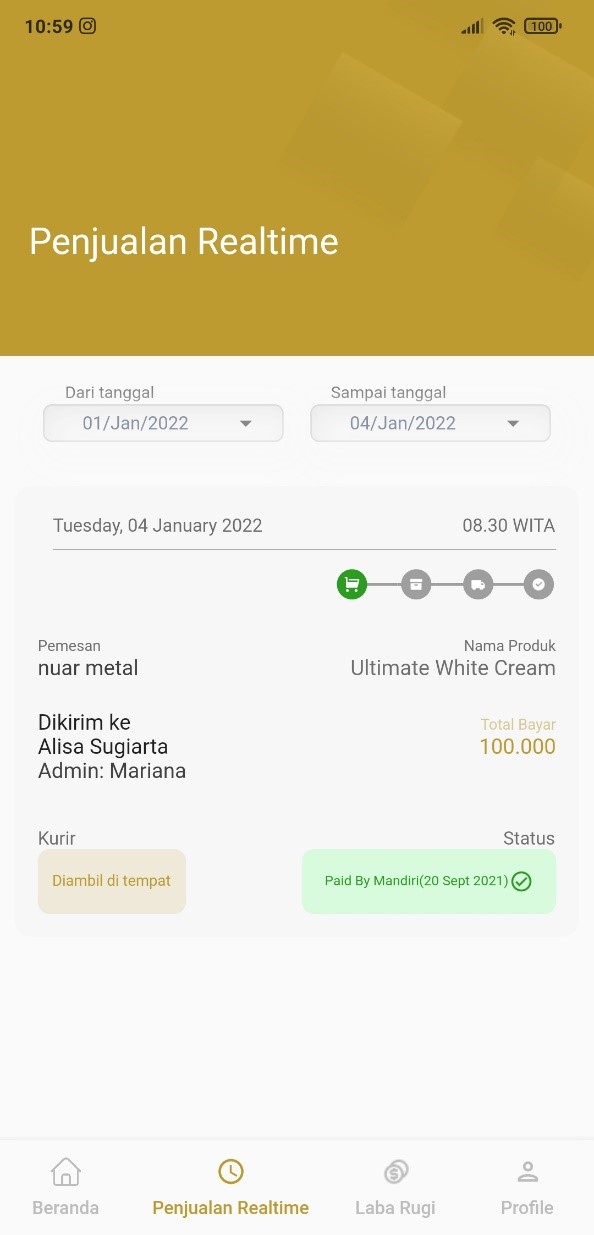 10:59
100
Penjualan Realtime
Dari tanggal
Sampai tanggal
01/Jan/2022
04/Jan/2022
Tuesday, 04 January 2022
08.30 WITA
Pemesan
Nama Produk
nuar metal
Ultimate White Cream
Dikirim ke
Total Bayar
Alisa Sugiarta
100.000
Admin: Mariana
Kurir
Status
Diambil di tempat
Paid By Mandiri(20 Sept 2021)
Beranda
Penjualan Realtime
Laba Rugi
Profile